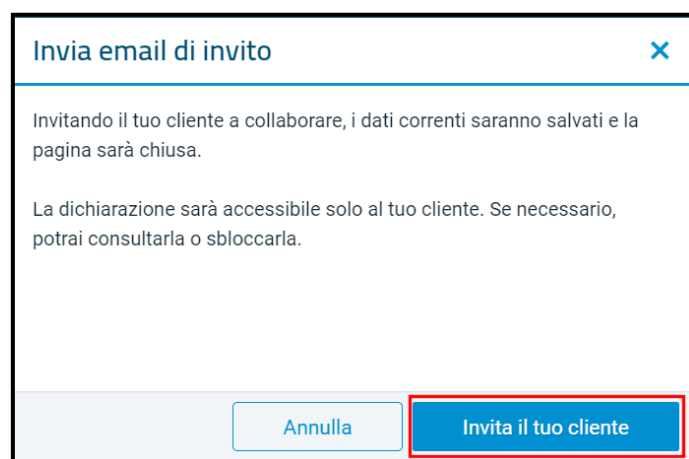 Invia email di invito
Invitando il tuo cliente a collaborare, i dati correnti saranno salvati e la
pagina sarà chiusa.
La dichiarazione sarà accessibile solo al tuo cliente. Se necessario,
potrai consultarla o sbloccarla.
Annulla
Invita il tuo cliente